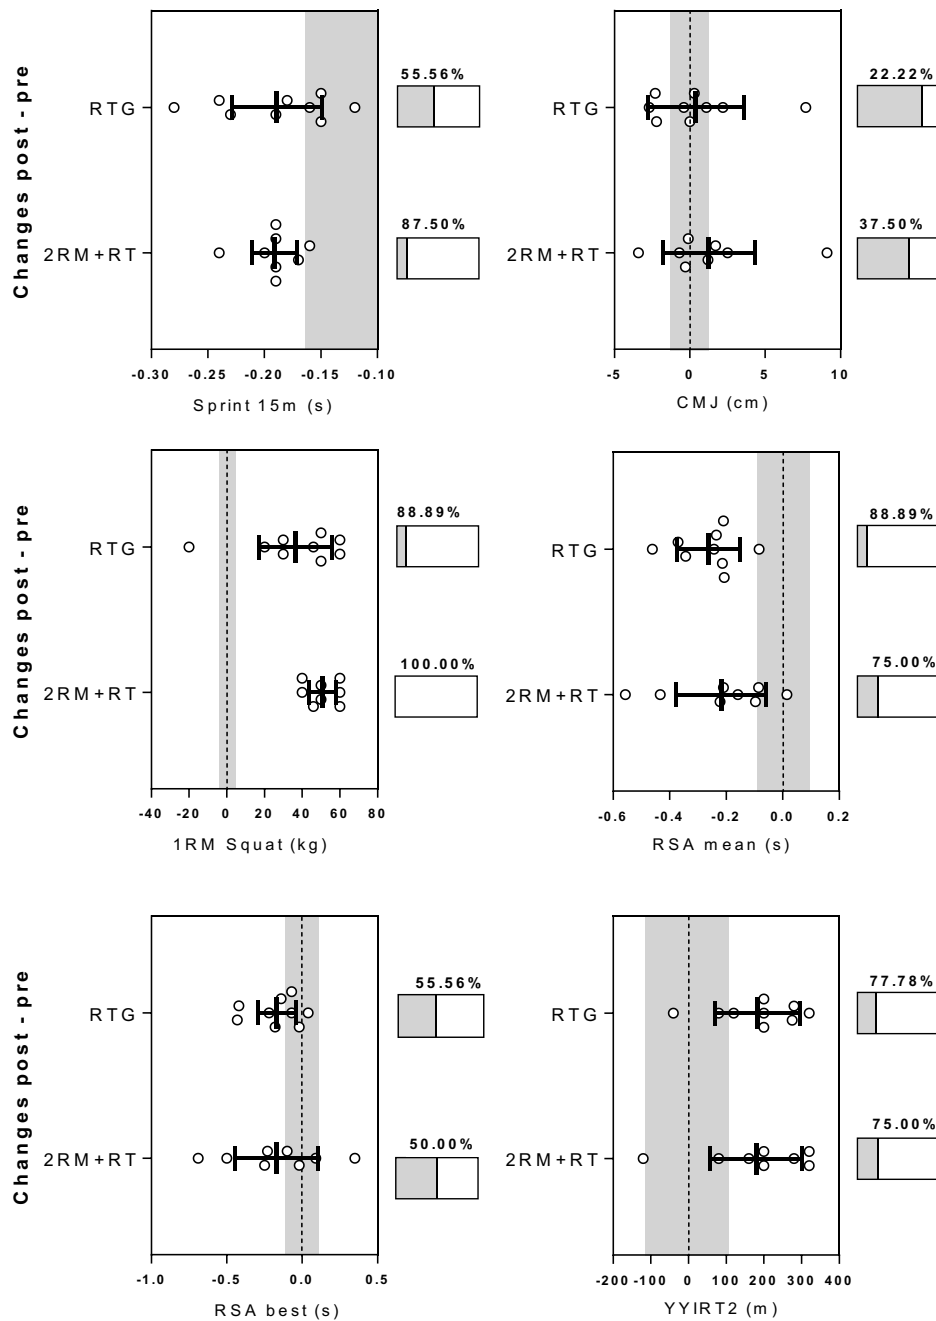 Changes post - pre
RTG
55.56%
2RM+RT
87.50%
-0.30 -0.25 -0.20 -0.15 -0.10
Sprint 15m (s)
22.22%
37.50%
-5 0 5 10
CMJ (cm)
Changes post - pre
RTG
88.89%
2RM+RT
100.00%
-40 -20 0 20 40 60 80
1RM Squat (kg)
RTG
88.89%
2RM+RT
75.00%
-0.6 -0.4 -0.2 0.0 0.2
RSA mean (s)
Changes post - pre
RTG
55.56%
2RM+RT
50.00%
-1.0 -0.5 0.0 0.5
RSA best (s)
RTG
77.78%
2RM+RT
75.00%
-200 -100 0 100 200 300 400
YYIRT2 (m)
RTG
2RM+RT